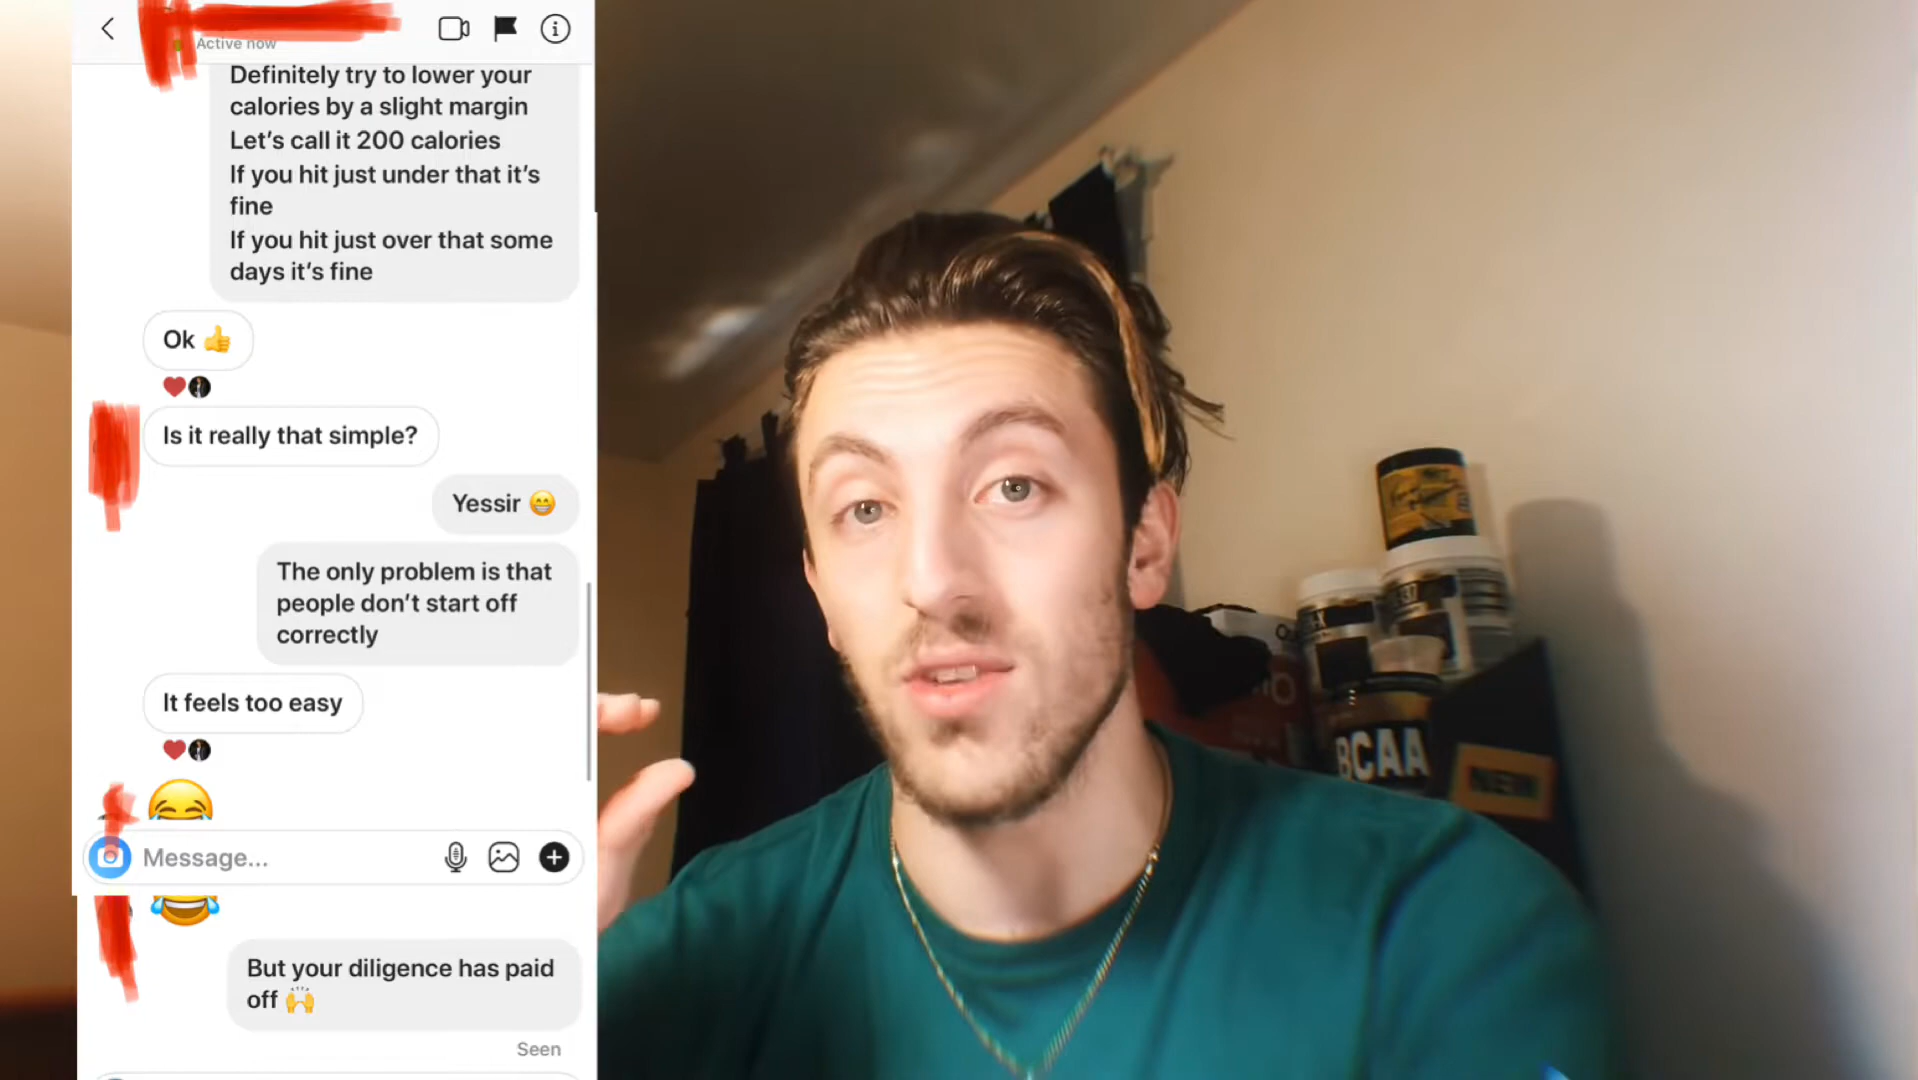 Active now
Definitely try to lower your
calories by a slight margin
Let's call it 200 calories
If you hit just under that it's
fine
If you hit just over that some
days it's fine
Ok 👍
Is it really that simple?
Yessir 😁
The only problem is that
people don't start off
correctly
It feels too easy
😂
Message...
😂
But your diligence has paid
off 🙌
Seen
BCAA
NEW